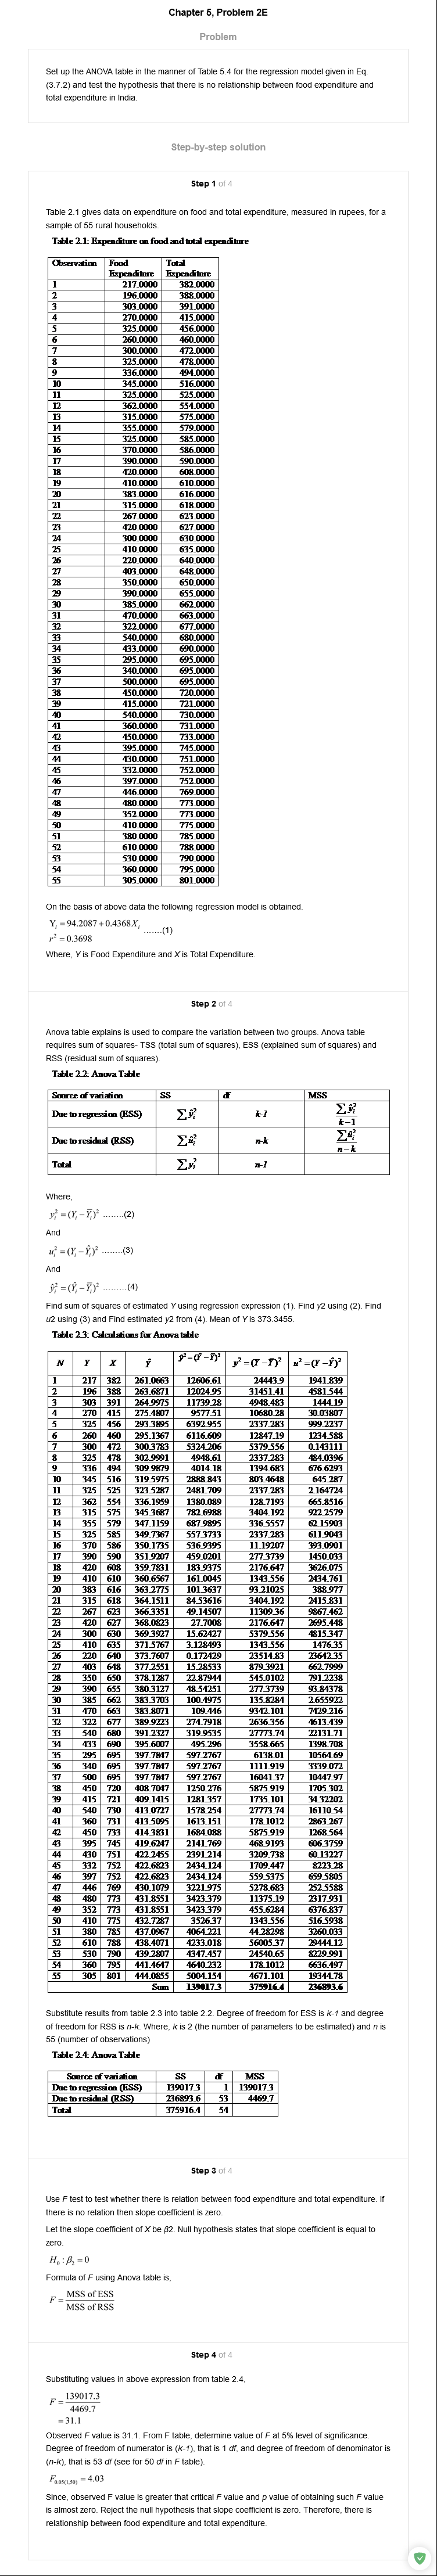 Chapter 5, Problem 2E
Problem
Set up the ANOVA table in the manner of Table 5.4 for the regression model given in Eq.
(3.7.2) and test the hypothesis that there is no relationship between food expenditure and
total expenditure in India.
Step-by-step solution
Step 1 of 4
Table 2.1 gives data on expenditure on food and total expenditure, measured in rupees, for a
sample of 55 rural households.
Table 2.1: Expenditure on food and total expenditure
Observation Food Expenditure Total Expenditure
1 217.0000 382.0000
2 196.0000 388.0000
3 303.0000 391.0000
4 270.0000 415.0000
5 325.0000 456.0000
6 260.0000 460.0000
7 300.0000 472.0000
8 325.0000 478.0000
9 336.0000 494.0000
10 345.0000 516.0000
11 325.0000 525.0000
12 362.0000 554.0000
13 315.0000 575.0000
14 355.0000 579.0000
15 325.0000 585.0000
16 370.0000 586.0000
17 390.0000 590.0000
18 420.0000 608.0000
19 410.0000 610.0000
20 383.0000 616.0000
21 315.0000 618.0000
22 267.0000 623.0000
23 420.0000 627.0000
24 300.0000 630.0000
25 410.0000 635.0000
26 220.0000 640.0000
27 403.0000 648.0000
28 350.0000 650.0000
29 390.0000 655.0000
30 385.0000 662.0000
31 470.0000 663.0000
32 322.0000 677.0000
33 540.0000 680.0000
34 433.0000 690.0000
35 295.0000 695.0000
36 340.0000 695.0000
37 500.0000 695.0000
38 450.0000 720.0000
39 415.0000 721.0000
40 540.0000 730.0000
41 360.0000 731.0000
42 450.0000 733.0000
43 395.0000 745.0000
44 430.0000 751.0000
45 332.0000 752.0000
46 397.0000 752.0000
47 446.0000 769.0000
48 480.0000 773.0000
49 352.0000 773.0000
50 410.0000 775.0000
51 380.0000 785.0000
52 610.0000 788.0000
53 530.0000 790.0000
54 360.0000 795.0000
55 305.0000 801.0000
On the basis of above data the following regression model is obtained.
Yᵢ = 94.2087 + 0.4368Xᵢ
r² = 0.3698 .......(1)
Where, Y is Food Expenditure and X is Total Expenditure.
Step 2 of 4
Anova table explains is used to compare the variation between two groups. Anova table
requires sum of squares- TSS (total sum of squares), ESS (explained sum of squares) and
RSS (residual sum of squares).
Table 2.2: Anova Table
Source of variation SS df MSS
Due to regression (ESS) ∑ŷᵢ² k-1 ∑ŷᵢ²/(k−1)
Due to residual (RSS) ∑ûᵢ² n-k ∑ûᵢ²/(n−k)
Total ∑yᵢ² n-1
Where,
yᵢ² = (Yᵢ − Y̅ᵢ)² ........(2)
And
uᵢ² = (Yᵢ − Ŷᵢ)² ........(3)
And
ŷᵢ² = (Ŷᵢ − Y̅ᵢ)² .........(4)
Find sum of squares of estimated Y using regression expression (1). Find y2 using (2). Find
u2 using (3) and Find estimated y2 from (4). Mean of Y is 373.3455.
Table 2.3: Calculations for Anova table
N Y X Ŷ ŷ²=(Ŷ−Y̅)² y²=(Y−Y̅)² u²=(Y−Ŷ)²
1 217 382 261.0663 12606.61 24443.9 1941.839
2 196 388 263.6871 12024.95 31451.41 4581.544
3 303 391 264.9975 11739.28 4948.483 1444.19
4 270 415 275.4807 9577.51 10680.28 30.03807
5 325 456 293.3895 6392.955 2337.283 999.2237
6 260 460 295.1367 6116.609 12847.19 1234.588
7 300 472 300.3783 5324.206 5379.556 0.143111
8 325 478 302.9991 4948.61 2337.283 484.0396
9 336 494 309.9879 4014.18 1394.683 676.6293
10 345 516 319.5975 2888.843 803.4648 645.287
11 325 525 323.5287 2481.709 2337.283 2.164724
12 362 554 336.1959 1380.089 128.7193 665.8516
13 315 575 345.3687 782.6988 3404.192 922.2579
14 355 579 347.1159 687.9895 336.5557 62.15903
15 325 585 349.7367 557.3733 2337.283 611.9043
16 370 586 350.1735 536.9395 11.19207 393.0901
17 390 590 351.9207 459.0201 277.3739 1450.033
18 420 608 359.7831 183.9375 2176.647 3626.075
19 410 610 360.6567 161.0045 1343.556 2434.761
20 383 616 363.2775 101.3637 93.21025 388.977
21 315 618 364.1511 84.53616 3404.192 2415.831
22 267 623 366.3351 49.14507 11309.36 9867.462
23 420 627 368.0823 27.7008 2176.647 2695.448
24 300 630 369.3927 15.62427 5379.556 4815.347
25 410 635 371.5767 3.128493 1343.556 1476.35
26 220 640 373.7607 0.172429 23514.83 23642.35
27 403 648 377.2551 15.28533 879.3921 662.7999
28 350 650 378.1287 22.87944 545.0102 791.2238
29 390 655 380.3127 48.54251 277.3739 93.84378
30 385 662 383.3703 100.4975 135.8284 2.655922
31 470 663 383.8071 109.446 9342.101 7429.216
32 322 677 389.9223 274.7918 2636.356 4613.439
33 540 680 391.2327 319.9535 27773.74 22131.71
34 433 690 395.6007 495.296 3558.665 1398.708
35 295 695 397.7847 597.2767 6138.01 10564.69
36 340 695 397.7847 597.2767 1111.919 3339.072
37 500 695 397.7847 597.2767 16041.37 10447.97
38 450 720 408.7047 1250.276 5875.919 1705.302
39 415 721 409.1415 1281.357 1735.101 34.32202
40 540 730 413.0727 1578.254 27773.74 16110.54
41 360 731 413.5095 1613.151 178.1012 2863.267
42 450 733 414.3831 1684.088 5875.919 1268.564
43 395 745 419.6247 2141.769 468.9193 606.3759
44 430 751 422.2455 2391.214 3209.738 60.13227
45 332 752 422.6823 2434.124 1709.447 8223.28
46 397 752 422.6823 2434.124 559.5375 659.5805
47 446 769 430.1079 3221.975 5278.683 252.5588
48 480 773 431.8551 3423.379 11375.19 2317.931
49 352 773 431.8551 3423.379 455.6284 6376.837
50 410 775 432.7287 3526.37 1343.556 516.5938
51 380 785 437.0967 4064.221 44.28298 3260.033
52 610 788 438.4071 4233.018 56005.37 29444.12
53 530 790 439.2807 4347.457 24540.65 8229.991
54 360 795 441.4647 4640.232 178.1012 6636.497
55 305 801 444.0855 5004.154 4671.101 19344.78
Sum 139017.3 375916.4 236893.6
Substitute results from table 2.3 into table 2.2. Degree of freedom for ESS is k-1 and degree
of freedom for RSS is n-k. Where, k is 2 (the number of parameters to be estimated) and n is
55 (number of observations)
Table 2.4: Anova Table
Source of variation SS df MSS
Due to regression (ESS) 139017.3 1 139017.3
Due to residual (RSS) 236893.6 53 4469.7
Total 375916.4 54
Step 3 of 4
Use F test to test whether there is relation between food expenditure and total expenditure. If
there is no relation then slope coefficient is zero.
Let the slope coefficient of X be β2. Null hypothesis states that slope coefficient is equal to
zero.
H₀ : β₂ = 0
Formula of F using Anova table is,
F = MSS of ESS / MSS of RSS
Step 4 of 4
Substituting values in above expression from table 2.4,
F = 139017.3 / 4469.7
= 31.1
Observed F value is 31.1. From F table, determine value of F at 5% level of significance.
Degree of freedom of numerator is (k-1), that is 1 df, and degree of freedom of denominator is
(n-k), that is 53 df (see for 50 df in F table).
F₀.₀₅₍₁,₅₀₎ = 4.03
Since, observed F value is greater that critical F value and p value of obtaining such F value
is almost zero. Reject the null hypothesis that slope coefficient is zero. Therefore, there is
relationship between food expenditure and total expenditure.